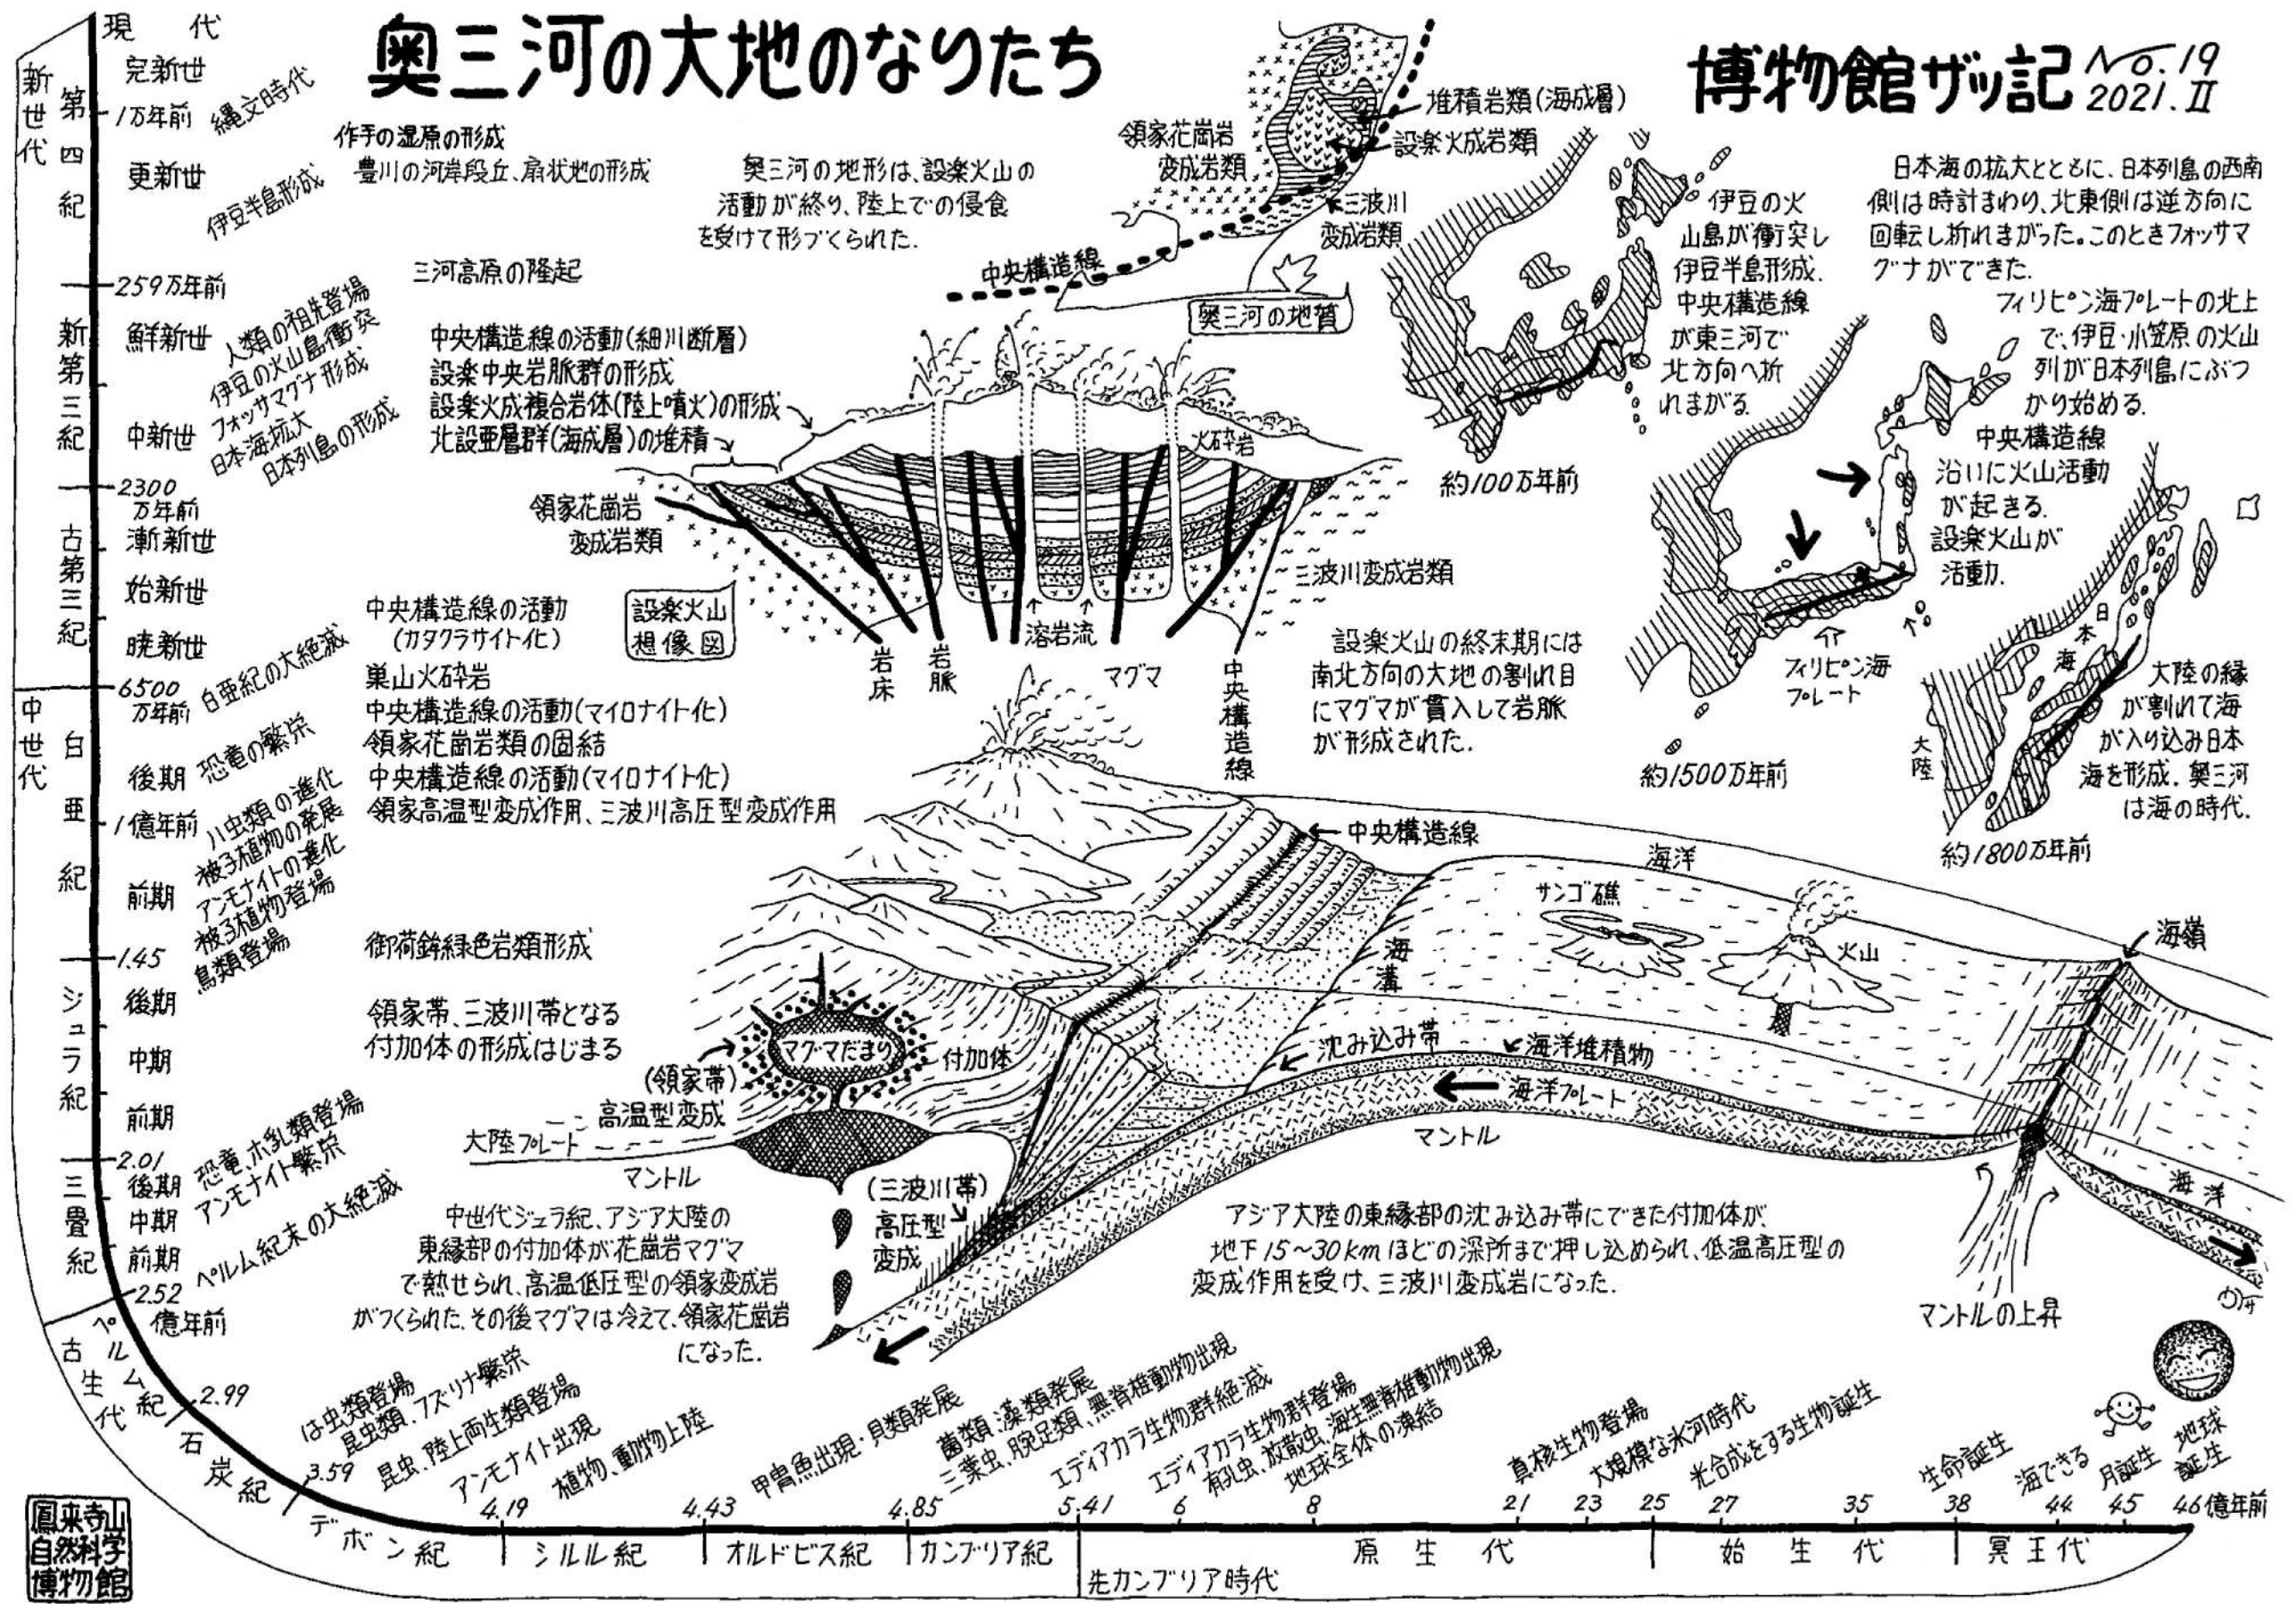 奥三河の大地のなりたち
博物館ザッ記 No.19
2021.II
現代
新世代
第四紀
完新世
1万年前
縄文時代
更新世
伊豆半島形成
作手の湿原の形成
豊川の河岸段丘、扇状地の形成
259万年前
三河高原の隆起
新第三紀
鮮新世
人類の祖先登場
伊豆の火山島衝突
フォッサマグナ形成
中新世
日本海拡大
日本列島の形成
中央構造線の活動(細川断層)
設楽中央岩脈群の形成
設楽火成複合岩体(陸上噴火)の形成
北設亜層群(海成層)の堆積
2300
万年前
古第三紀
漸新世
始新世
暁新世
中央構造線の活動
(カタクラサイト化)
白亜紀の大絶滅
6500
万年前
巣山火砕岩
中央構造線の活動(マイロナイト化)
領家花崗岩類の固結
中央構造線の活動(マイロナイト化)
領家高温型変成作用、三波川高圧型変成作用
中世代
白亜紀
後期
恐竜の繁栄
1億年前
ハ虫類の進化
被子植物の発展
アンモナイトの進化
前期
被子植物登場
鳥類登場
1.45
御荷鉾緑色岩類形成
ジュラ紀
後期
中期
前期
領家帯、三波川帯となる
付加体の形成はじまる
恐竜、ホ乳類登場
アンモナイト繁栄
2.01
三畳紀
後期
中期
前期
ペルム紀末の大絶滅
2.52
億年前
古生代
ペルム紀
2.99
石炭紀
3.59
デボン紀
4.19
シルル紀
4.43
オルドビス紀
4.85
カンブリア紀
5.41
先カンブリア時代
6
8
原生代
21
23
25
27
始生代
35
38
冥王代
44
45
46億年前
は虫類登場
昆虫類、フズリナ繁栄
昆虫、陸上両生類登場
アンモナイト出現
植物、動物上陸
甲冑魚出現・貝類発展
菌類、藻類発展
三葉虫、腕足類、無脊椎動物出現
エディアカラ生物群絶滅
エディアカラ生物群登場
有孔虫、放散虫、海生無脊椎動物出現
地球全体の凍結
真核生物登場
大規模な氷河時代
光合成をする生物誕生
生命誕生
海できる
月誕生
地球
誕生
奥三河の地形は、設楽火山の
活動が終り、陸上での侵食
を受けて形づくられた.
領家花崗岩
変成岩類
堆積岩類(海成層)
設楽火成岩類
三波川
変成岩類
中央構造線
奥三河の地質
火砕岩
領家花崗岩
変成岩類
三波川変成岩類
設楽火山
想像図
岩床
岩脈
溶岩流
マグマ
中央構造線
設楽火山の終末期には
南北方向の大地の割れ目
にマグマが貫入して岩脈
が形成された.
伊豆の火
山島が衝突し
伊豆半島形成.
中央構造線
が東三河で
北方向へ折
れまがる.
約100万年前
日本海の拡大とともに、日本列島の西南
側は時計まわり、北東側は逆方向に
回転し折れまがった。このときフォッサマ
グナができた.
フィリピン海プレートの北上
で、伊豆・小笠原の火山
列が日本列島にぶつ
かり始める.
中央構造線
沿いに火山活動
が起きる.
設楽火山が
活動.
フィリピン海
プレート
約1500万年前
日本海
大陸
大陸の縁
が割れて海
が入り込み日本
海を形成.奥三河
は海の時代.
約1800万年前
中央構造線
海洋
サンゴ礁
火山
海嶺
海溝
沈み込み帯
海洋堆積物
海洋プレート
マントル
マグマだまり
付加体
(領家帯)
高温型変成
大陸プレート
マントル
(三波川帯)
高圧型
変成
海洋
マントルの上昇
中世代ジュラ紀、アジア大陸の
東縁部の付加体が花崗岩マグマ
で熱せられ、高温低圧型の領家変成岩
がつくられた.その後マグマは冷えて、領家花崗岩
になった.
アジア大陸の東縁部の沈み込み帯にできた付加体が、
地下15~30kmほどの深所まで押し込められ、低温高圧型の
変成作用を受け、三波川変成岩になった.
鳳来寺山
自然科学
博物館